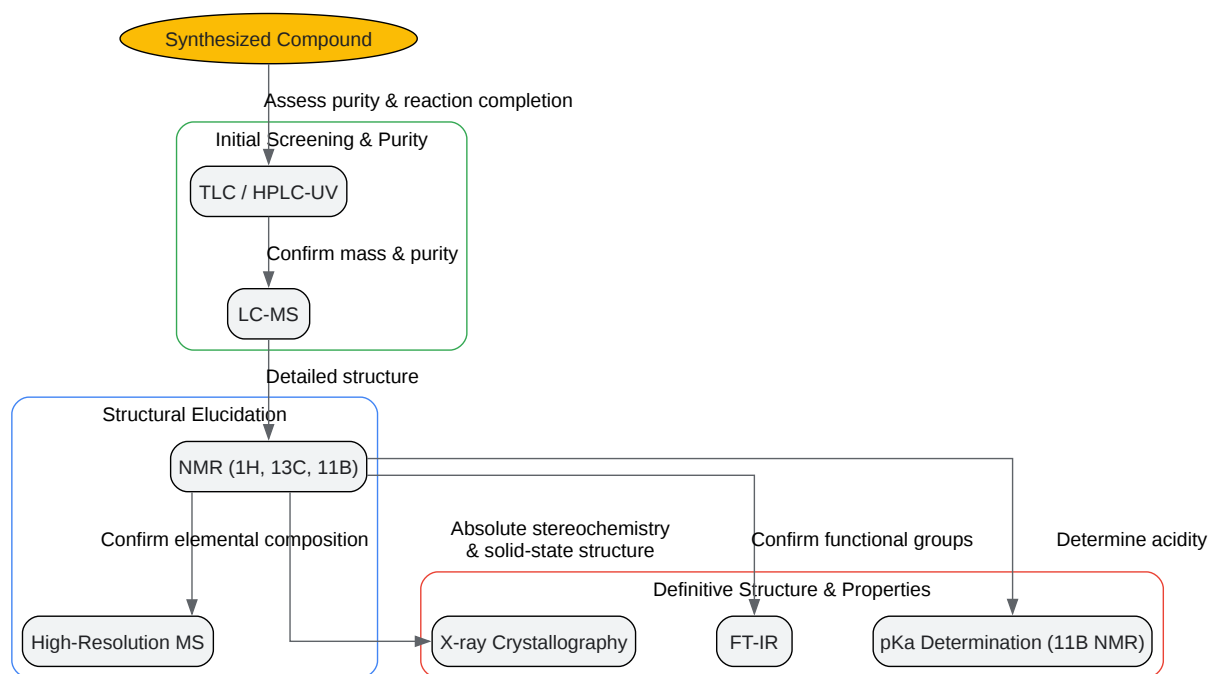 Synthesized Compound
Assess purity & reaction completion
Initial Screening & Purity
TLC / HPLC-UV
Confirm mass & purity
LC-MS
Detailed structure
Structural Elucidation
NMR (1H, 13C, 11B)
Confirm elemental composition
Absolute stereochemistry
& solid-state structure
Confirm functional groups
Determine acidity
Definitive Structure & Properties
High-Resolution MS
X-ray Crystallography
FT-IR
pKa Determination (11B NMR)